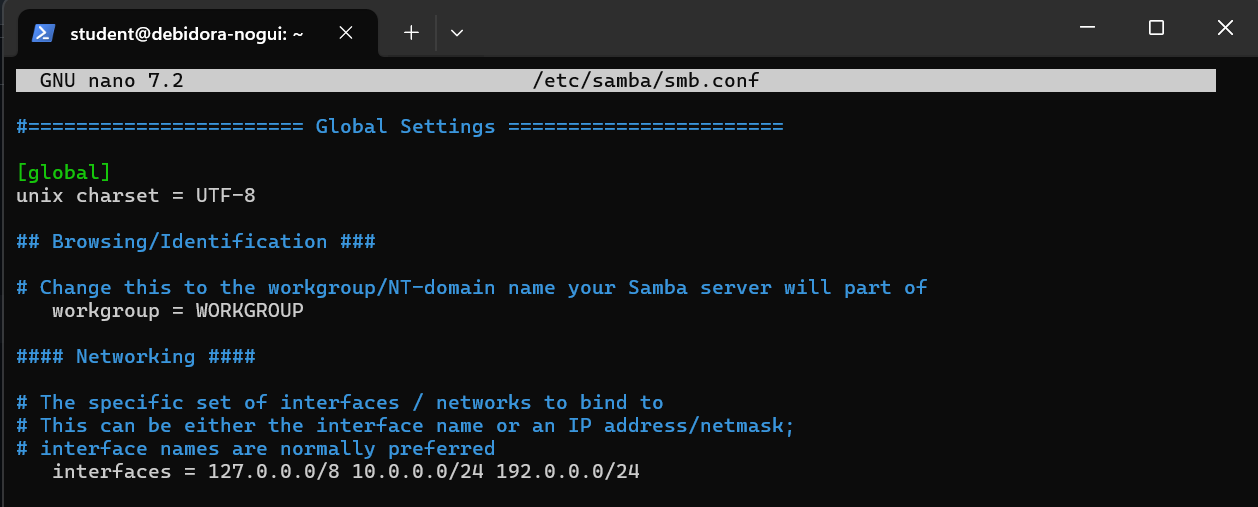 student@debidora-nogui: ~
GNU nano 7.2 /etc/samba/smb.conf
#======================= Global Settings =======================
[global]
unix charset = UTF-8
## Browsing/Identification ###
# Change this to the workgroup/NT-domain name your Samba server will part of
workgroup = WORKGROUP
#### Networking ####
# The specific set of interfaces / networks to bind to
# This can be either the interface name or an IP address/netmask;
# interface names are normally preferred
interfaces = 127.0.0.0/8 10.0.0.0/24 192.0.0.0/24